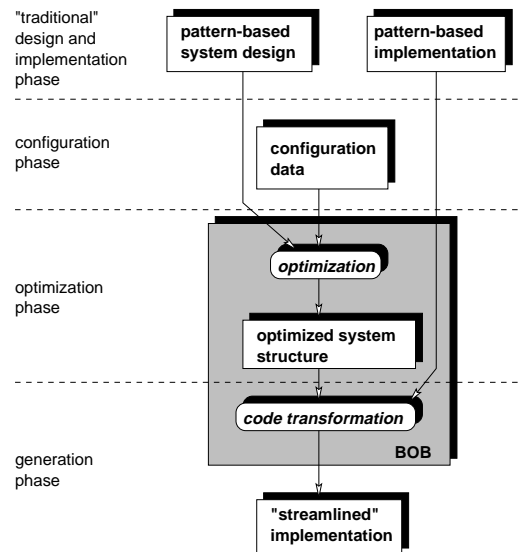 "traditional"
design and
implementation
phase
pattern-based
system design
pattern-based
implementation
configuration
phase
configuration
data
optimization
phase
optimization
optimized system
structure
code transformation
BOB
generation
phase
"streamlined"
implementation